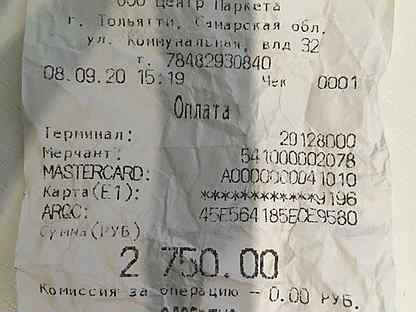 ООО Центр Паркета
г. Тольятти, Самарская обл.
ул. Коммунальная, влд 32
т. 78482930840
08.09.20 15:19 Чек 0001
Оплата
Терминал: 20128000
Мерчант: 541000002078
MASTERCARD: A0000000041010
Карта(E1): ************9196
ARQC: 45E564185ECE9580
Сумма(РУБ)
2 750.00
Комиссия за операцию - 0.00 РУБ.